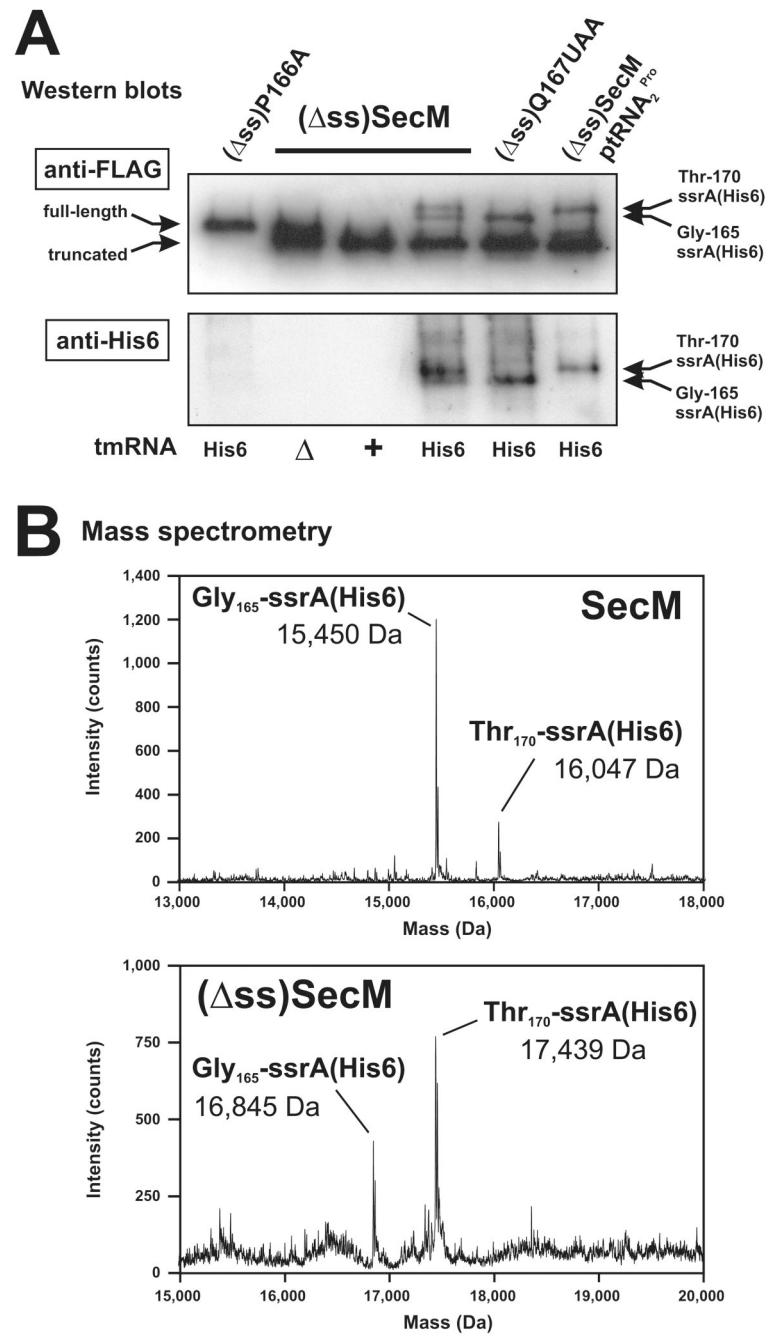 A
Western blots
(Δss)P166A
(Δss)SecM
(Δss)Q167UAA
(Δss)SecM
ptRNA2Pro
anti-FLAG
full-length
truncated
Thr-170
ssrA(His6)
Gly-165
ssrA(His6)
anti-His6
Thr-170
ssrA(His6)
Gly-165
ssrA(His6)
tmRNA His6 Δ + His6 His6 His6
B Mass spectrometry
1,400
1,200
1,000
800
600
400
200
0
Intensity (counts)
Gly165-ssrA(His6)
15,450 Da
SecM
Thr170-ssrA(His6)
16,047 Da
13,000 14,000 15,000 16,000 17,000 18,000
Mass (Da)
1,000
750
500
250
0
Intensity (counts)
(Δss)SecM
Thr170-ssrA(His6)
17,439 Da
Gly165-ssrA(His6)
16,845 Da
15,000 16,000 17,000 18,000 19,000 20,000
Mass (Da)